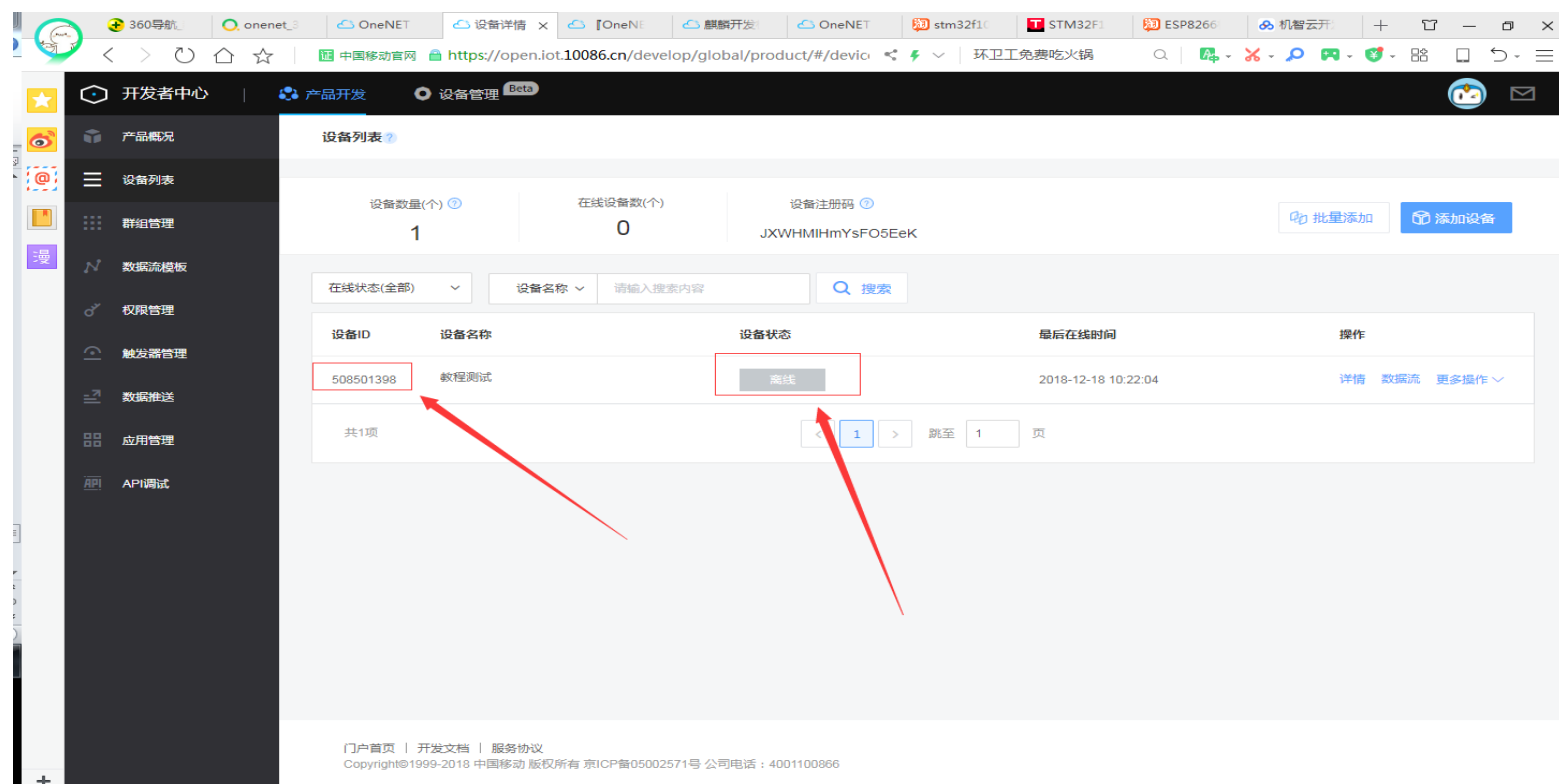 360导航_
onenet_3
OneNET
设备详情
『OneNE
麒麟开发
OneNET
stm32f10
STM32F1
ESP8266
机智云开
证 中国移动官网
https://open.iot.10086.cn/develop/global/product/#/device
环卫工免费吃火锅
开发者中心
产品开发
设备管理 Beta
产品概况
设备列表
群组管理
数据流模板
权限管理
触发器管理
数据推送
应用管理
API API调试
设备列表 ?
设备数量(个) ?
在线设备数(个)
设备注册码 ?
1
0
JXWHMIHmYsFO5EeK
批量添加
添加设备
在线状态(全部)
设备名称
请输入搜索内容
搜索
设备ID 设备名称 设备状态 最后在线时间 操作
508501398 教程测试 离线 2018-12-18 10:22:04 详情 数据流 更多操作
共1项
< 1 > 跳至 1 页
门户首页 | 开发文档 | 服务协议
Copyright©1999-2018 中国移动 版权所有 京ICP备05002571号 公司电话：4001100866
漫